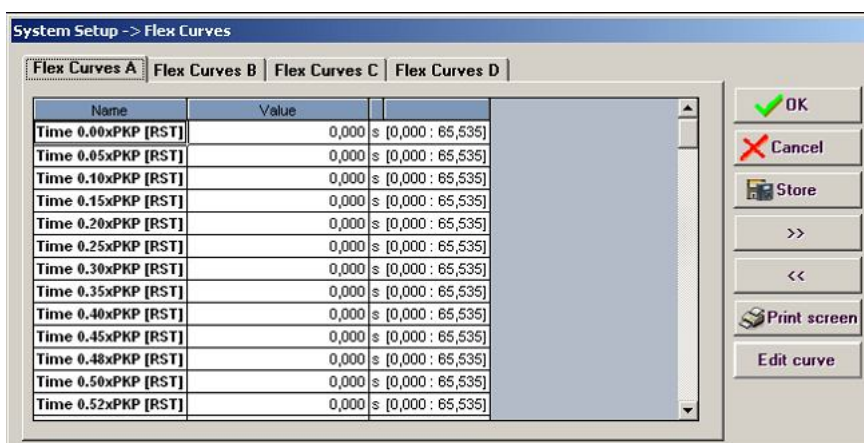 System Setup -> Flex Curves
Flex Curves A Flex Curves B Flex Curves C Flex Curves D
Name Value
Time 0.00xPKP [RST] 0,000 s [0,000 : 65,535]
Time 0.05xPKP [RST] 0,000 s [0,000 : 65,535]
Time 0.10xPKP [RST] 0,000 s [0,000 : 65,535]
Time 0.15xPKP [RST] 0,000 s [0,000 : 65,535]
Time 0.20xPKP [RST] 0,000 s [0,000 : 65,535]
Time 0.25xPKP [RST] 0,000 s [0,000 : 65,535]
Time 0.30xPKP [RST] 0,000 s [0,000 : 65,535]
Time 0.35xPKP [RST] 0,000 s [0,000 : 65,535]
Time 0.40xPKP [RST] 0,000 s [0,000 : 65,535]
Time 0.45xPKP [RST] 0,000 s [0,000 : 65,535]
Time 0.48xPKP [RST] 0,000 s [0,000 : 65,535]
Time 0.50xPKP [RST] 0,000 s [0,000 : 65,535]
Time 0.52xPKP [RST] 0,000 s [0,000 : 65,535]
OK
Cancel
Store
>>
<<
Print screen
Edit curve